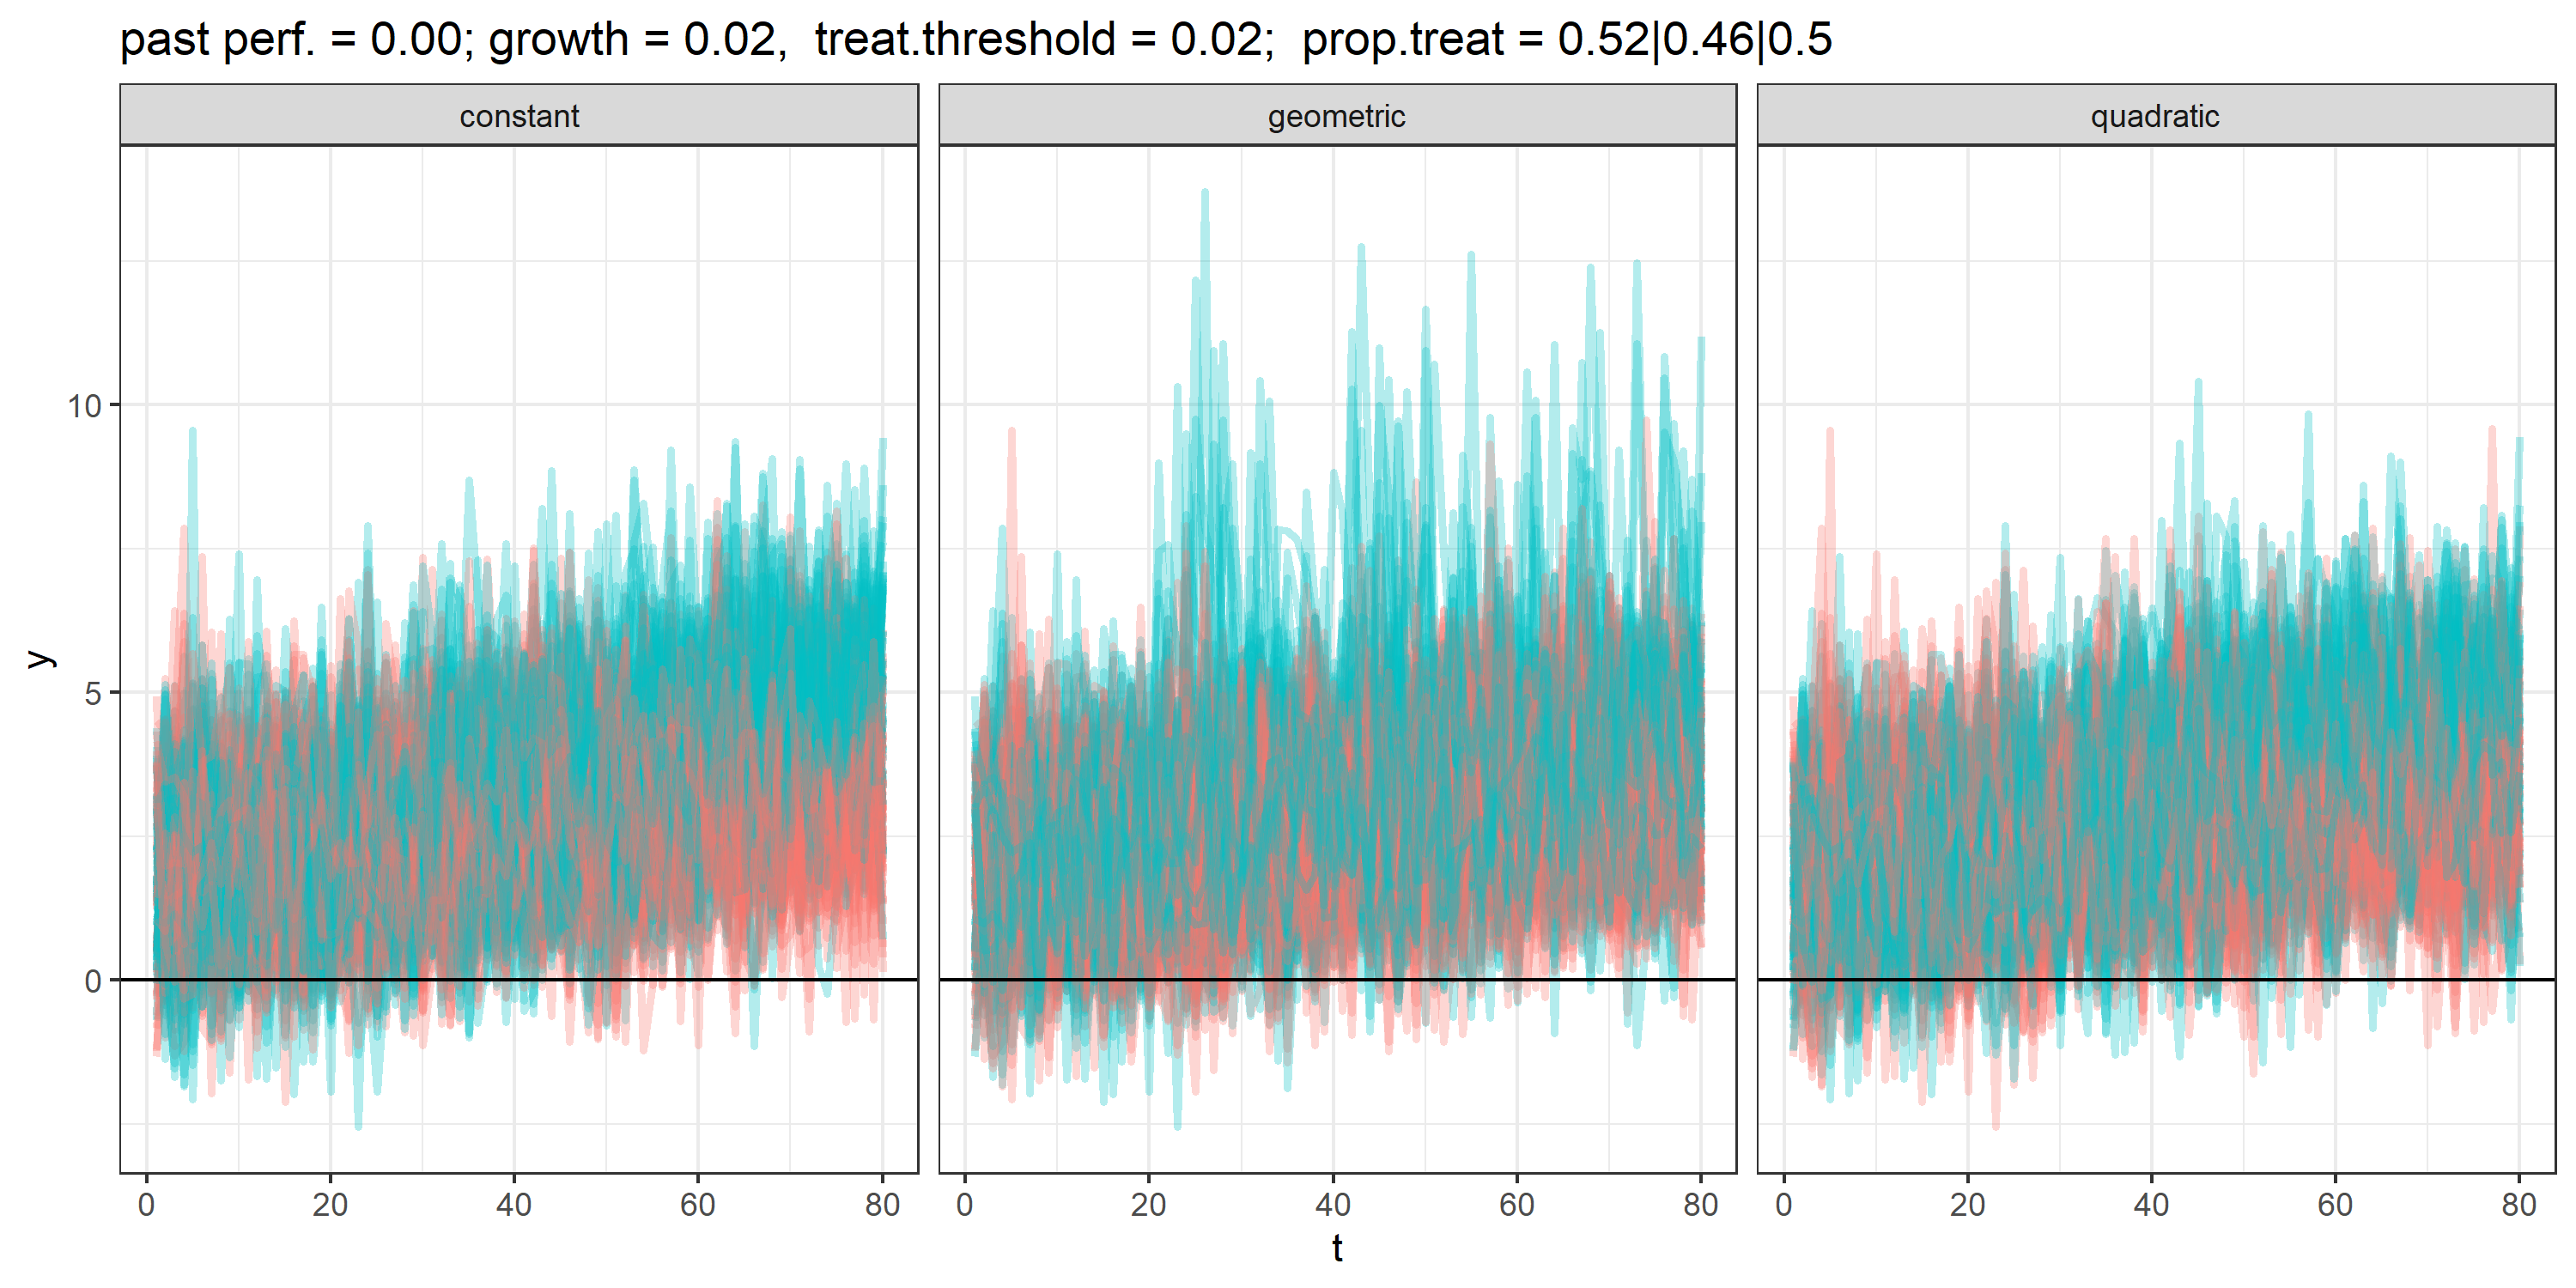 past perf. = 0.00; growth = 0.02,  treat.threshold = 0.02;  prop.treat = 0.52|0.46|0.5
constant geometric quadratic
y
10
5
0
0 20 40 60 80 0 20 40 60 80 0 20 40 60 80
t